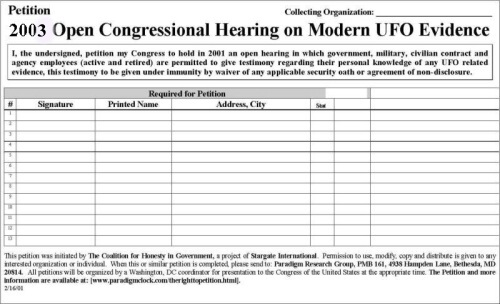 Petition
Collecting Organization:
2003 Open Congressional Hearing on Modern UFO Evidence
I, the undersigned, petition my Congress to hold in 2001 an open hearing in which government, military, civilian contract and
agency employees (active and retired) are permitted to give testimony regarding their personal knowledge of any UFO related
evidence, this testimony to be given under immunity by waiver of any applicable security oath or agreement of non-disclosure.
Required for Petition
# Signature Printed Name Address, City Stat
1
2
3
4
5
6
7
8
9
10
11
12
13
This petition was initiated by The Coalition for Honesty in Government, a project of Stargate International. Permission to use, modify, copy and distribute is given to any
interested organization or individual. When this or similar petition is completed, please send to: Paradigm Research Group, PMB 161, 4938 Hampden Lane, Bethesda, MD
20814. All petitions will be organized by a Washington, DC coordinator for presentation to the Congress of the United States at the appropriate time. The Petition and more
information are available at: [www.paradigmclock.com/therighttopetition.html].
2/16/01